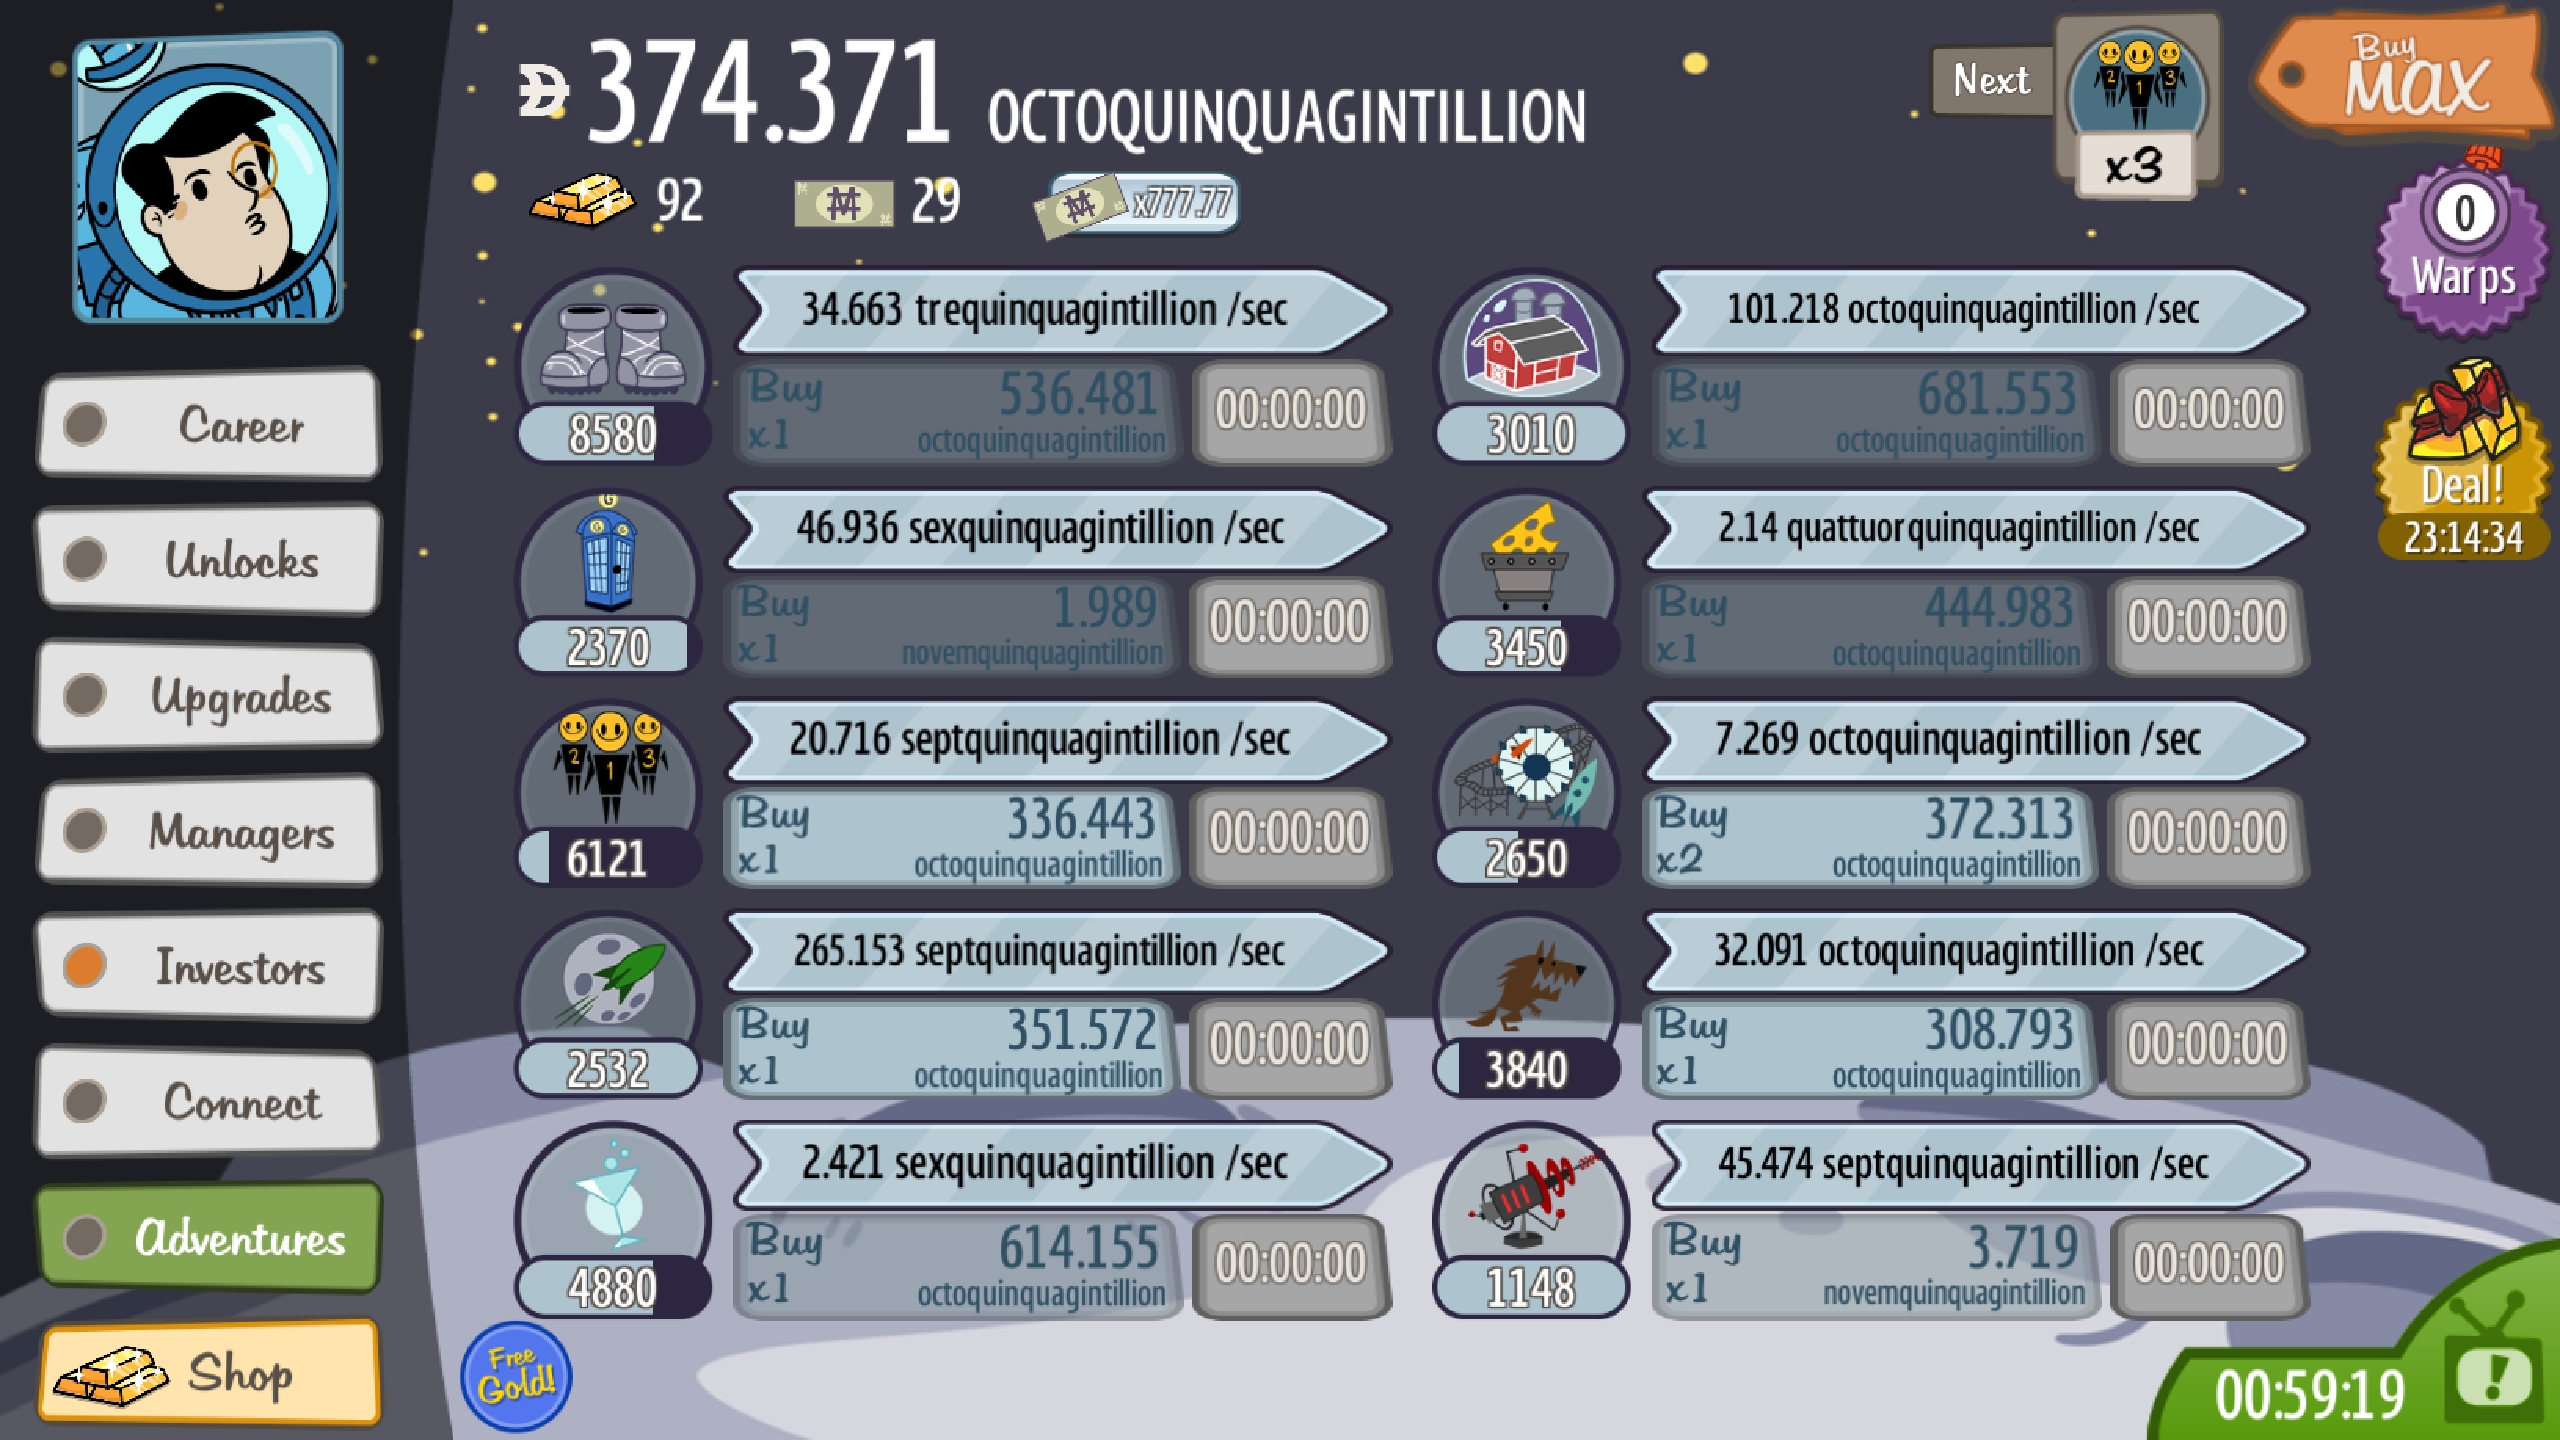 374.371 OCTOQUINQUAGINTILLION
92 29 x777.77
Next
x3
Buy
MAX
0
Warps
Deal!
23:14:34
Career
Unlocks
Upgrades
Managers
Investors
Connect
Adventures
Shop
34.663 trequinquagintillion /sec
Buy 536.481
x1 octoquinquagintillion
00:00:00
8580
101.218 octoquinquagintillion /sec
Buy 681.553
x1 octoquinquagintillion
00:00:00
3010
G
G G
46.936 sexquinquagintillion /sec
Buy 1.989
x1 novemquinquagintillion
00:00:00
2370
2.14 quattuorquinquagintillion /sec
Buy 444.983
x1 octoquinquagintillion
00:00:00
3450
2 1 3
20.716 septquinquagintillion /sec
Buy 336.443
x1 octoquinquagintillion
00:00:00
6121
7.269 octoquinquagintillion /sec
Buy 372.313
x2 octoquinquagintillion
00:00:00
2650
265.153 septquinquagintillion /sec
Buy 351.572
x1 octoquinquagintillion
00:00:00
2532
32.091 octoquinquagintillion /sec
Buy 308.793
x1 octoquinquagintillion
00:00:00
3840
2.421 sexquinquagintillion /sec
Buy 614.155
x1 octoquinquagintillion
00:00:00
4880
45.474 septquinquagintillion /sec
Buy 3.719
x1 novemquinquagintillion
00:00:00
1148
Free
Gold!
00:59:19
!
2 1 3